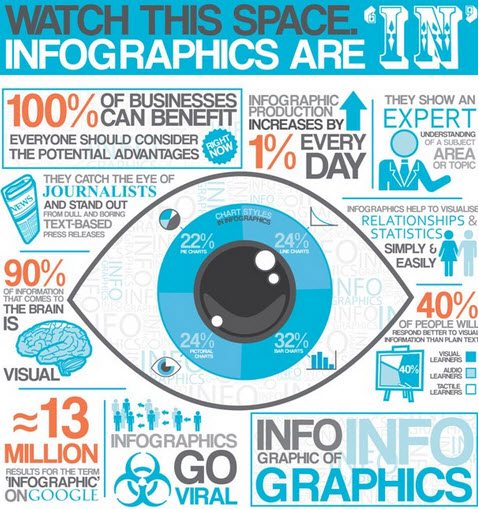 WATCH THIS SPACE.
INFOGRAPHICS ARE 'IN'
100% OF BUSINESSES
CAN BENEFIT
EVERYONE SHOULD CONSIDER
THE POTENTIAL ADVANTAGES
RIGHT
NOW
INFOGRAPHIC
PRODUCTION
INCREASES BY
1% EVERY
DAY
THEY SHOW AN
EXPERT
UNDERSTANDING
OF A SUBJECT
AREA
OR TOPIC
NEWS
THEY CATCH THE EYE OF
JOURNALISTS
AND STAND OUT
FROM DULL AND BORING
TEXT-BASED
PRESS RELEASES
CHART STYLES
IN INFOGRAPHICS
22%
PIE CHARTS
24%
LINE CHARTS
24%
PICTORIAL
CHARTS
32%
BAR CHARTS
INFOGRAPHICS HELP TO VISUALISE
RELATIONSHIPS &
STATISTICS
SIMPLY &
EASILY
90%
OF INFORMATION
THAT COMES TO
THE BRAIN
IS
VISUAL
40%
OF PEOPLE WILL
RESPOND BETTER TO VISUAL
INFORMATION THAN PLAIN TEXT
40%
VISUAL
LEARNERS
AUDIO
LEARNERS
TACTILE
LEARNERS
≈13
MILLION
RESULTS FOR THE TERM
'INFOGRAPHIC'
ON GOOGLE
INFOGRAPHICS
GO
VIRAL
INFO INFO
GRAPHIC OF
GRAPHICS